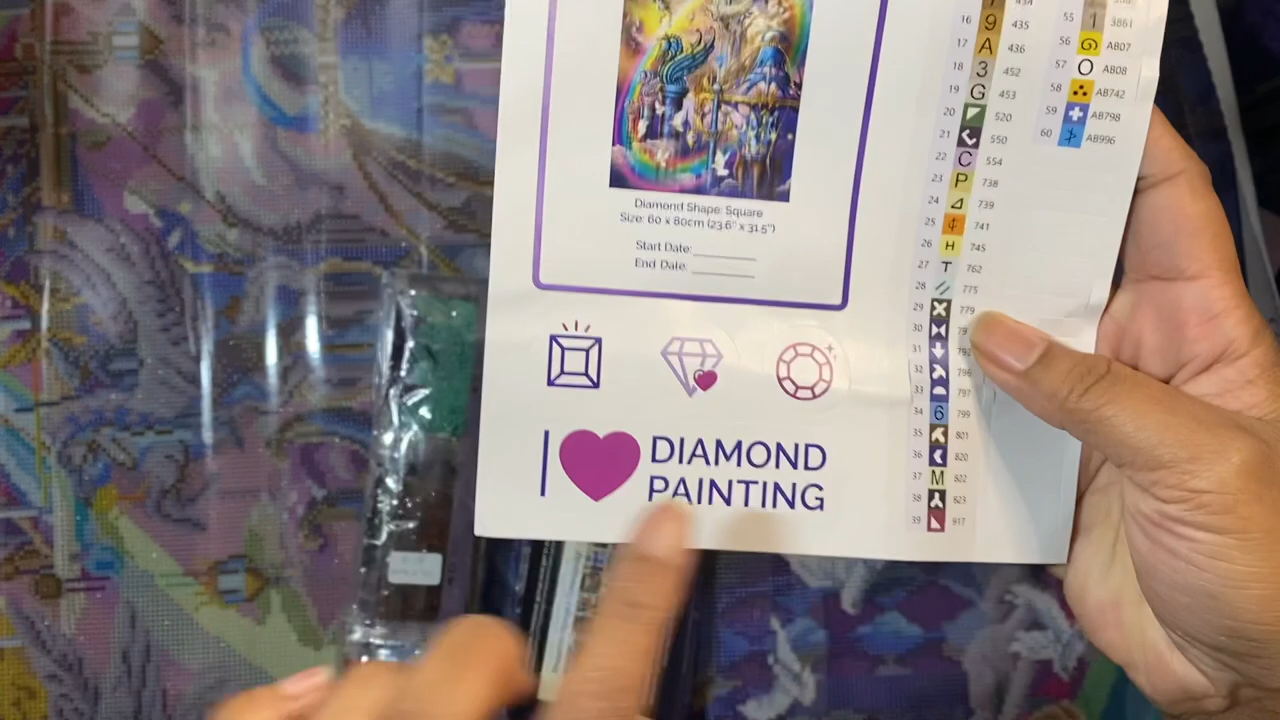 Diamond Shape: Square
Size: 60 x 80cm (23.6" x 31.5")
Start Date:
End Date:
I
DIAMOND
PAINTING
16 9 435
17 A 436
18 3 452
19 G 453
20 520
21 550
22 C 554
23 P 738
24 739
25 741
26 H 745
27 T 762
28 775
29 779
30
31
32 796
33 797
34 6 799
35 801
36 820
37 M 822
38 823
39 917
55 1 3861
56 AB07
57 O AB08
58 AB742
59 AB798
60 AB996